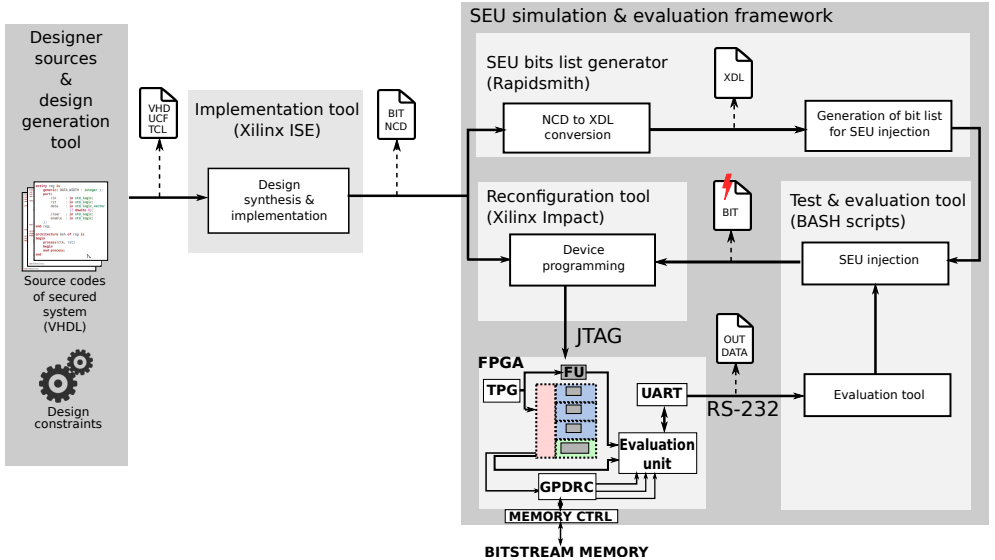 Designer
sources
&
design
generation
tool
Source codes
of secured
system
(VHDL)
Design
constraints
VHD
UCF
TCL
Implementation tool
(Xilinx ISE)
Design
synthesis &
implementation
BIT
NCD
SEU simulation & evaluation framework
SEU bits list generator
(Rapidsmith)
NCD to XDL
conversion
XDL
Generation of bit list
for SEU injection
Reconfiguration tool
(Xilinx Impact)
Device
programming
BIT
Test & evaluation tool
(BASH scripts)
SEU injection
Evaluation tool
JTAG
OUT
DATA
RS-232
FPGA
FU
TPG
UART
Evaluation
unit
GPDRC
MEMORY CTRL
BITSTREAM MEMORY